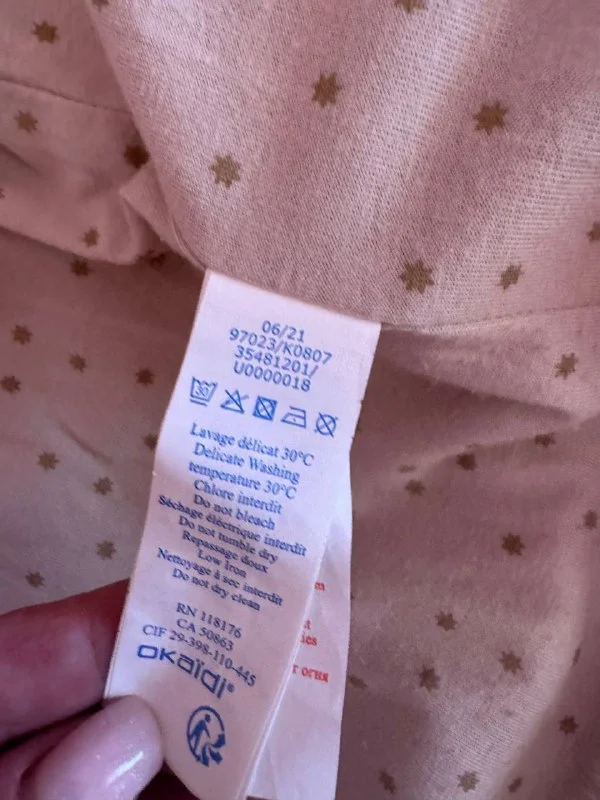 06/21
97023/K0807
35481201/
U0000018
30
Lavage délicat 30°C
Delicate Washing
temperature 30°C
Chlore interdit
Do not bleach
Séchage électrique interdit
Do not tumble dry
Repassage doux
Low Iron
Nettoyage à sec interdit
Do not dry clean
RN 118176
CA 50863
CIF 29-398-110-445
OKAÏDI®